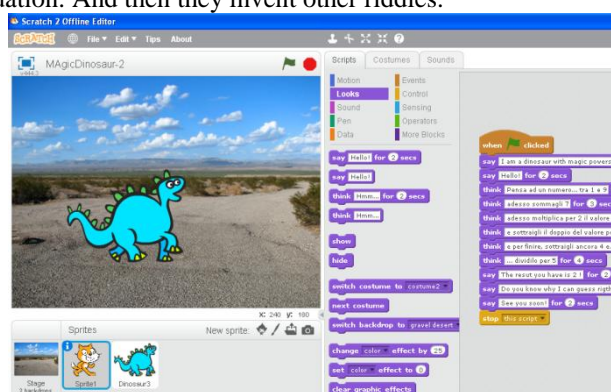 uation. And then they invent other riddles.
Scratch 2 Offline Editor
SCRATCH File Edit Tips About
MAgicDinosaur-2
Scripts Costumes Sounds
Motion Events
Looks Control
Sound Sensing
Pen Operators
Data More Blocks
say Hello! for 2 secs
say Hello!
think Hmm... for 2 secs
think Hmm...
show
hide
switch costume to costume2
next costume
switch backdrop to gravel desert
change color effect by 25
set color effect to 0
clear graphic effects
when clicked
say I am a dinosaur with magic powers
say Hello! for 2 secs
think Pensa ad un numero... tra 1 e 9
think adesso sommagli 7 for 3 sec
think adesso moltiplica per 2 il valore
think e sottraigli il doppio del valore
think e per finire, sottraigli ancora 4
think ... dividilo per 5 for 4 secs
say The resut you have is 2.! for 2
say Do you know why I can guess rigth
say See you soon! for 2 secs
stop this script
X: 240 y: 180
Sprites New sprite:
Stage
2 backdrops
Sprite1
Dinosaur3